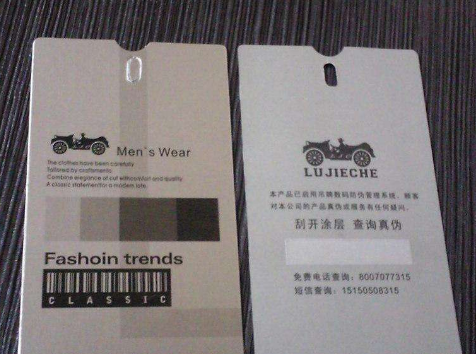 Men`s Wear
The clothes have been carefully
Tailored by craftsments.
Combine elegance of cut with comfort and quality.
A classic statement for a modern life.
Fashoin trends
CLASSIC
LUJIECHE
本产品已启用吊牌数码防伪管理系统，顾客
对本公司的产品真伪或服务有任何疑问，
刮开涂层 查询真伪
免费电话查询：8007077315
短信查询：15150508315